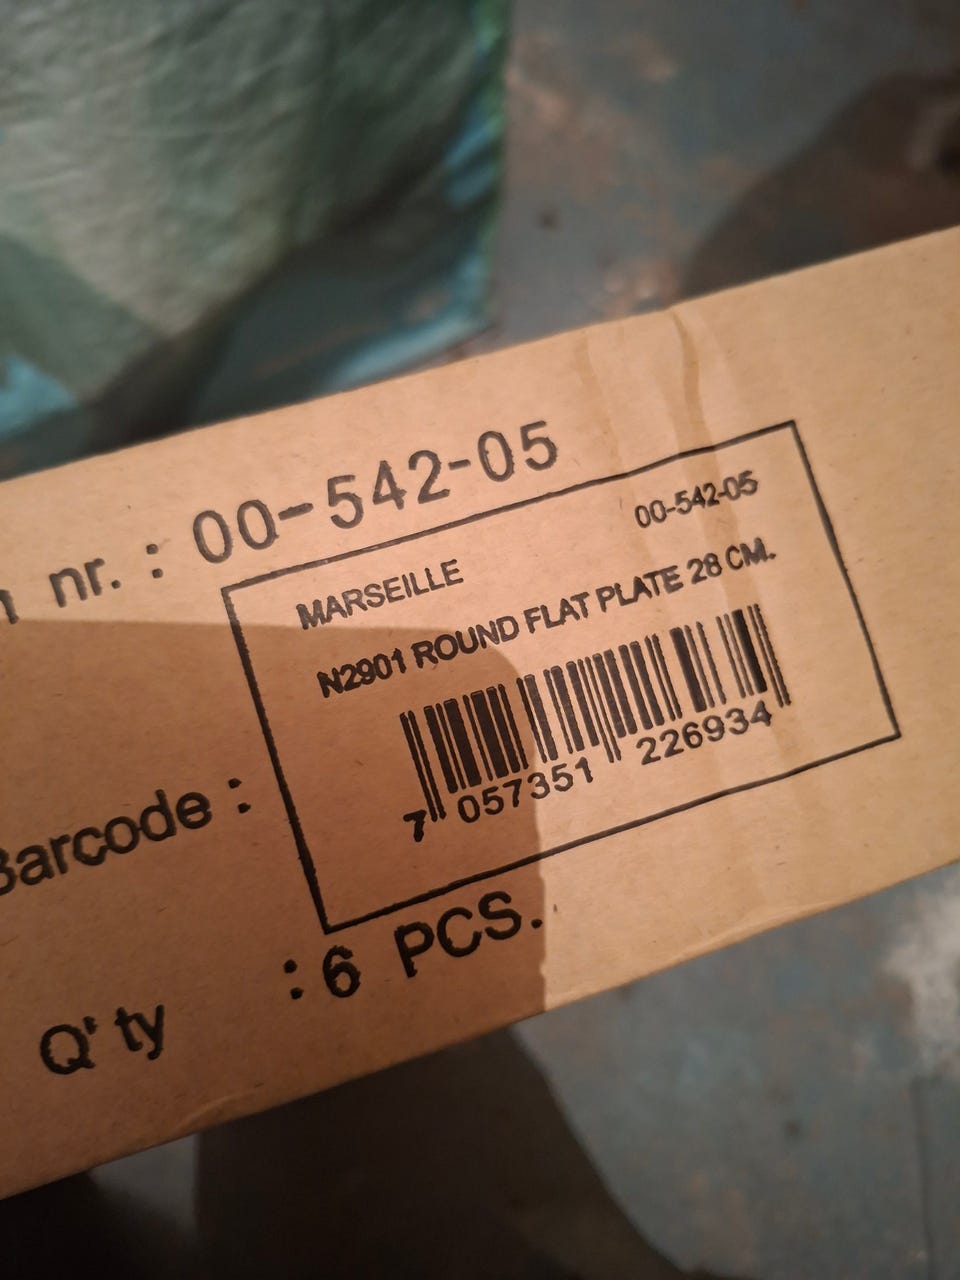 nr. : 00-542-05
MARSEILLE 00-542-05
N2901 ROUND FLAT PLATE 28 CM.
Barcode :
7 057351 226934
Q'ty : 6 PCS.